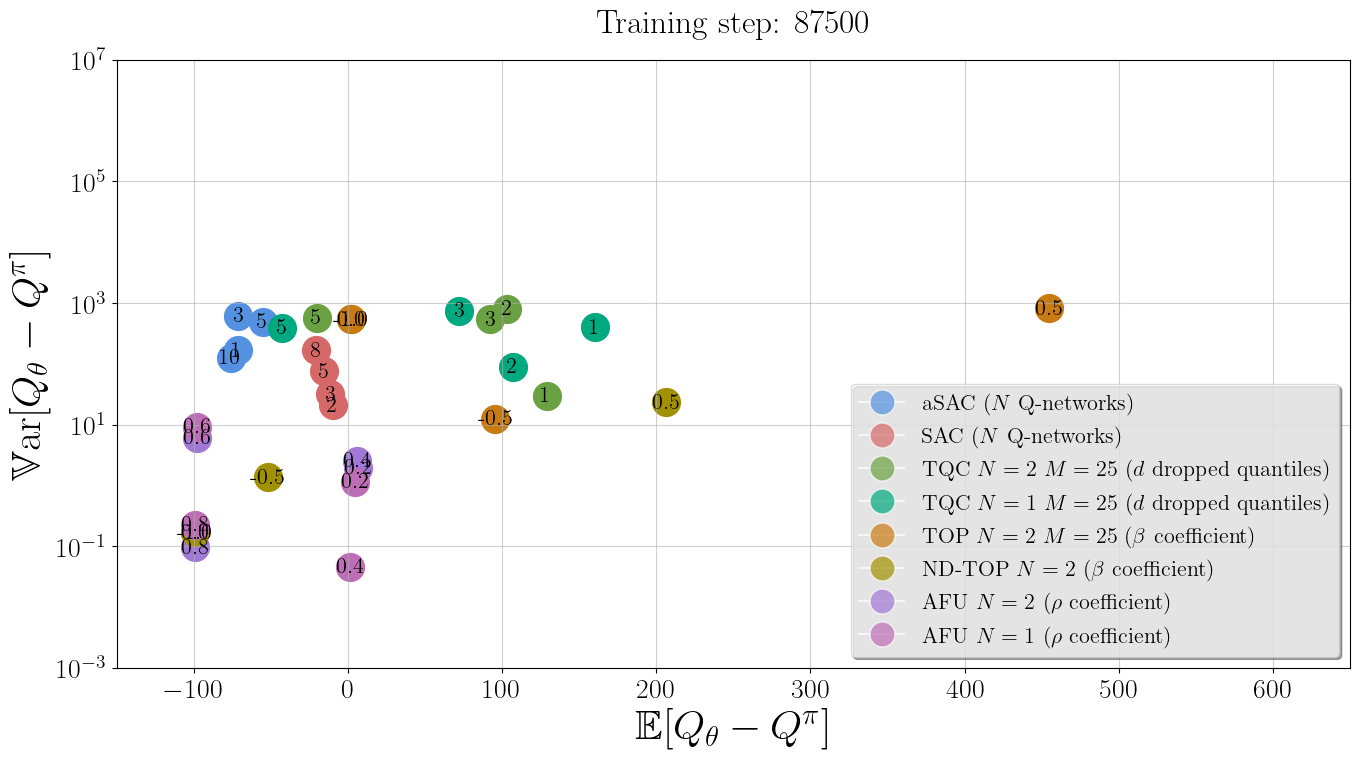 Training step: 87500
10^7
10^5
10^3
10^1
10^{-1}
10^{-3}
𝕍ar[Q_θ − Q^π]
3
5
5
5
0.0
3
3
2
1
0.5
1
10
8
5
3
2
2
1
-0.5
0.5
0.6
0.6
-0.5
0.4
0.2
0.2
0.8
0.8
0.4
aSAC (N Q-networks)
SAC (N Q-networks)
TQC N = 2 M = 25 (d dropped quantiles)
TQC N = 1 M = 25 (d dropped quantiles)
TOP N = 2 M = 25 (β coefficient)
ND-TOP N = 2 (β coefficient)
AFU N = 2 (ρ coefficient)
AFU N = 1 (ρ coefficient)
−100 0 100 200 300 400 500 600
𝔼[Q_θ − Q^π]